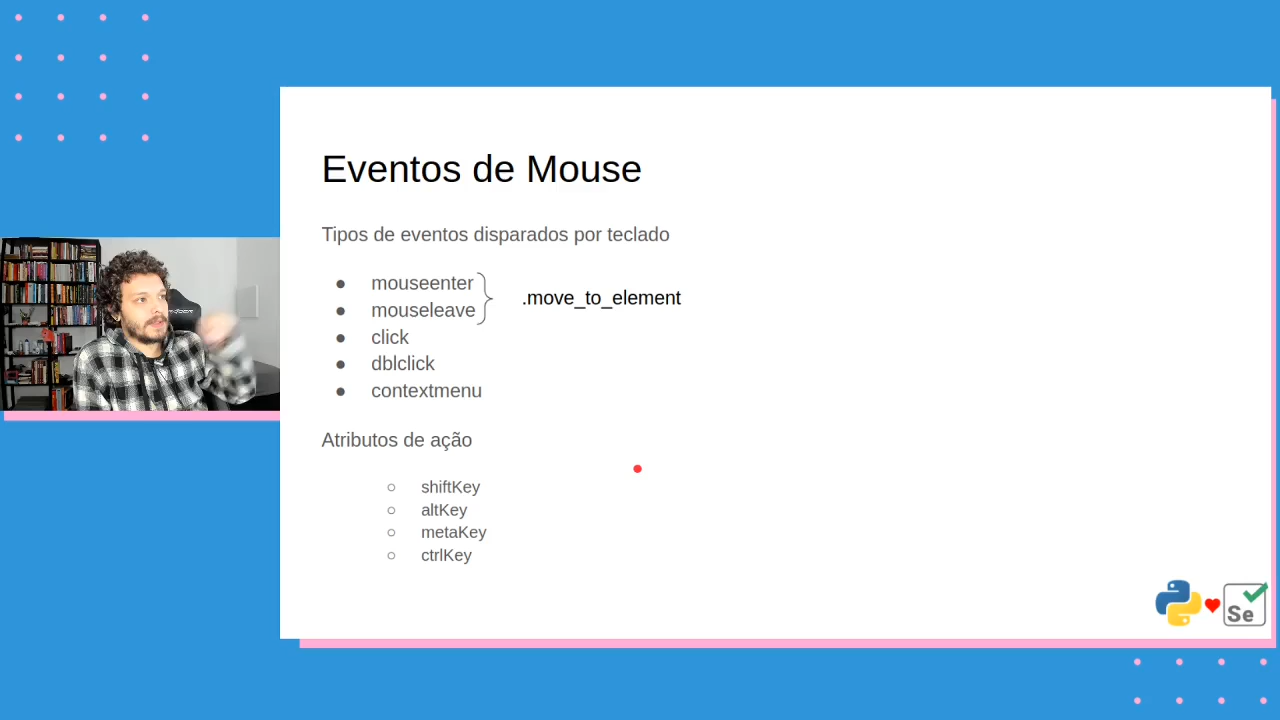 Eventos de Mouse
Tipos de eventos disparados por teclado
mouseenter
mouseleave
.move_to_element
click
dblclick
contextmenu
Atributos de ação
shiftKey
altKey
metaKey
ctrlKey
Se